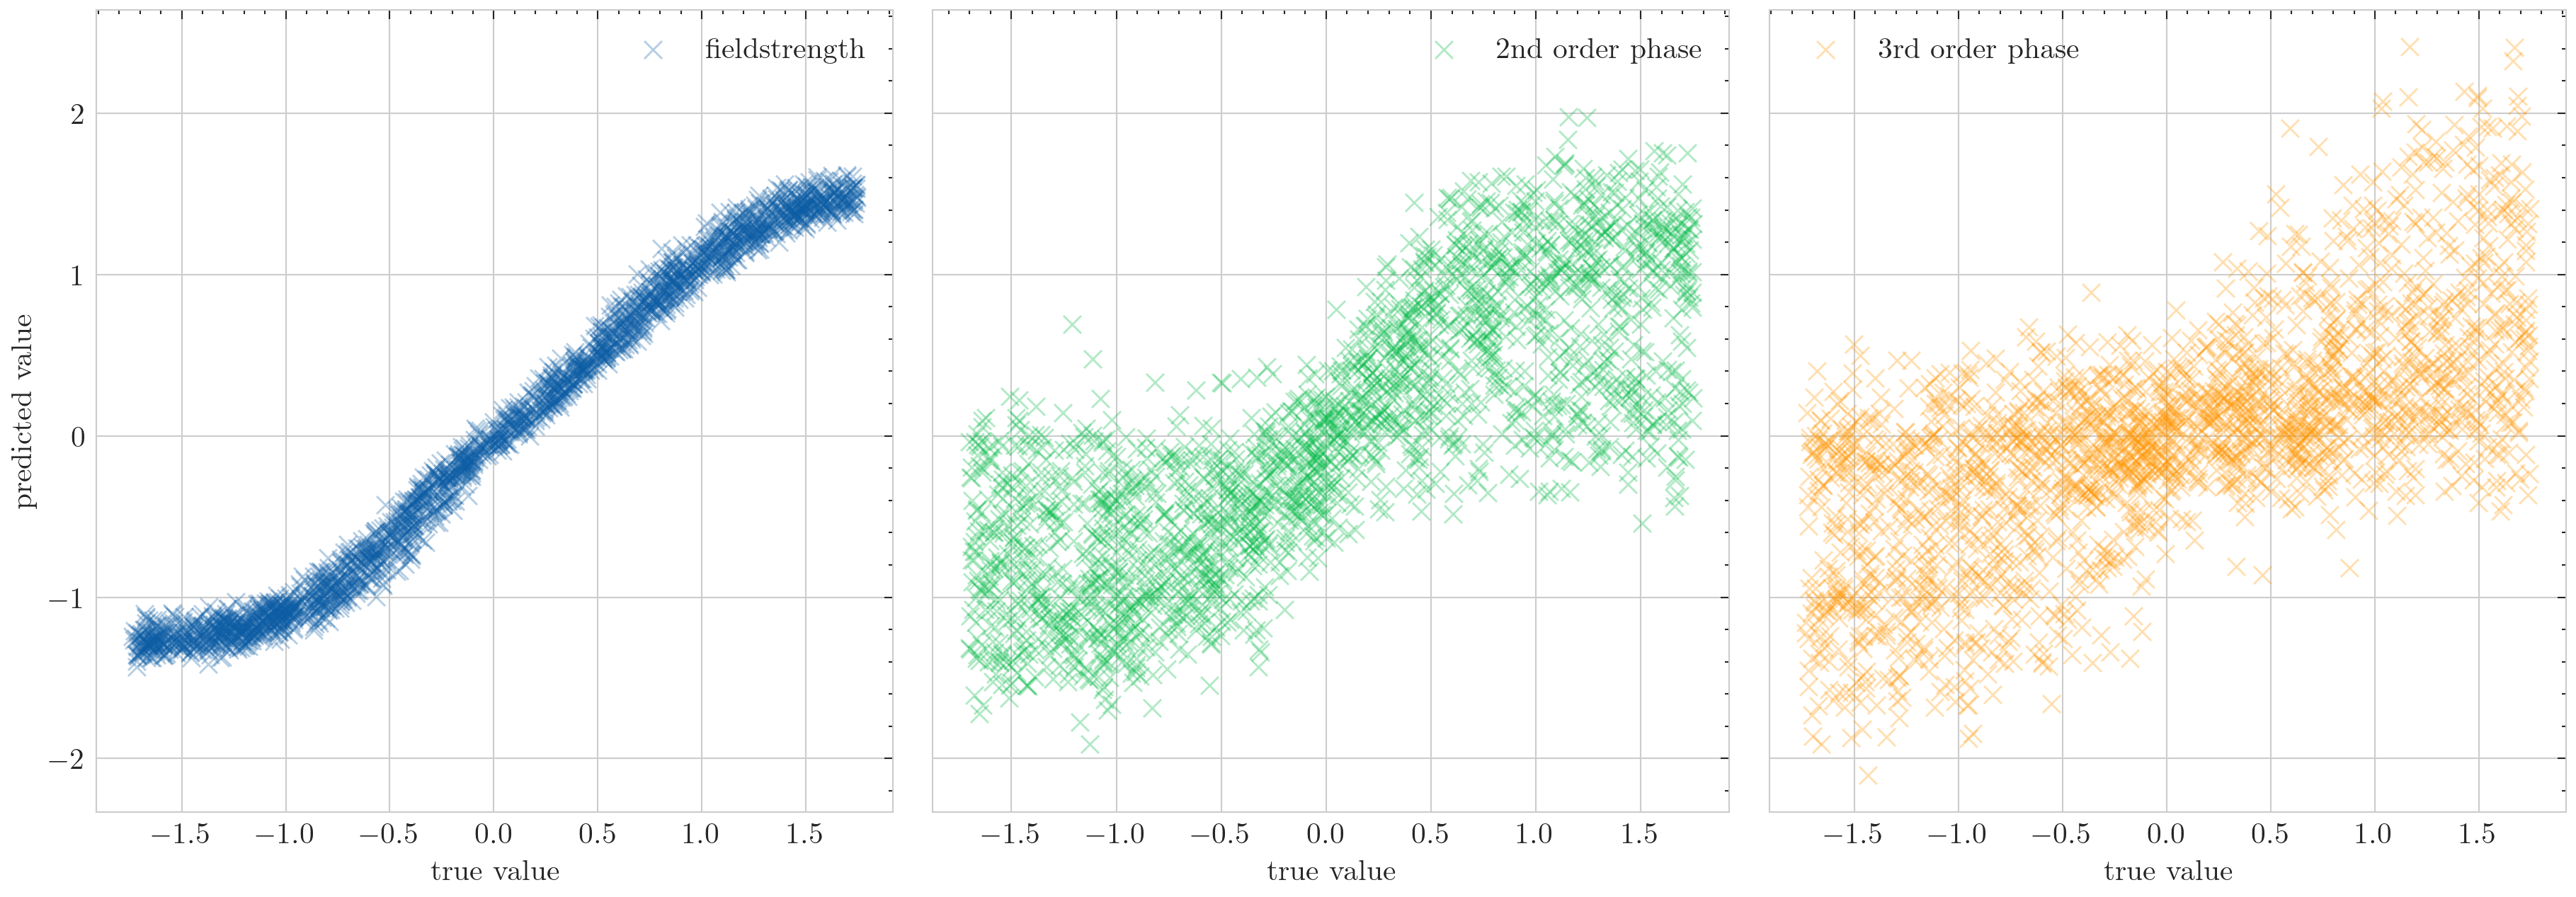 fieldstrength
2nd order phase
3rd order phase
predicted value
2
1
0
−1
−2
−1.5 −1.0 −0.5 0.0 0.5 1.0 1.5
−1.5 −1.0 −0.5 0.0 0.5 1.0 1.5
−1.5 −1.0 −0.5 0.0 0.5 1.0 1.5
true value
true value
true value